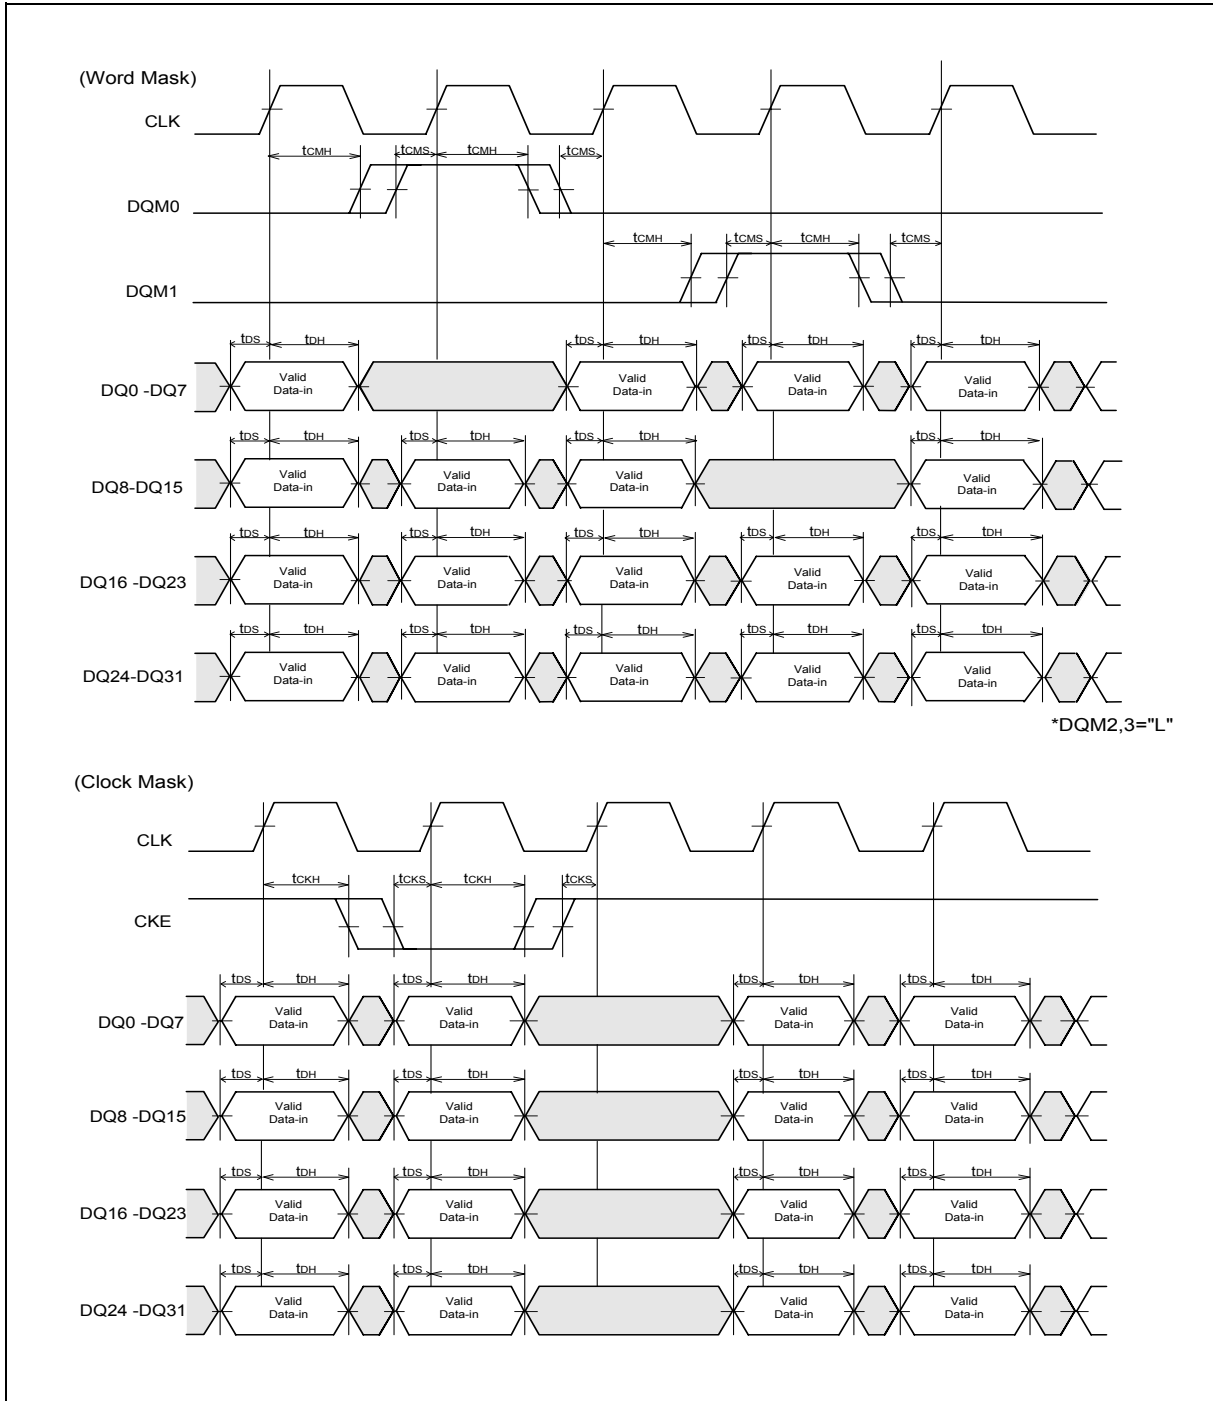 (Word Mask)
CLK
tCMH tCMS tCMH tCMS
DQM0
tCMH tCMS tCMH tCMS
DQM1
tDS tDH tDS tDH tDS tDH tDS tDH
DQ0 -DQ7
Valid Data-in Valid Data-in Valid Data-in Valid Data-in
tDS tDH tDS tDH tDS tDH tDS tDH
DQ8-DQ15
Valid Data-in Valid Data-in Valid Data-in Valid Data-in
tDS tDH tDS tDH tDS tDH tDS tDH tDS tDH
DQ16 -DQ23
Valid Data-in Valid Data-in Valid Data-in Valid Data-in Valid Data-in
tDS tDH tDS tDH tDS tDH tDS tDH tDS tDH
DQ24-DQ31
Valid Data-in Valid Data-in Valid Data-in Valid Data-in Valid Data-in
*DQM2,3="L"
(Clock Mask)
CLK
tCKH tCKS tCKH tCKS
CKE
tDS tDH tDS tDH tDS tDH tDS tDH
DQ0 -DQ7
Valid Data-in Valid Data-in Valid Data-in Valid Data-in
tDS tDH tDS tDH tDS tDH tDS tDH
DQ8 -DQ15
Valid Data-in Valid Data-in Valid Data-in Valid Data-in
tDS tDH tDS tDH tDS tDH tDS tDH
DQ16 -DQ23
Valid Data-in Valid Data-in Valid Data-in Valid Data-in
tDS tDH tDS tDH tDS tDH tDS tDH
DQ24 -DQ31
Valid Data-in Valid Data-in Valid Data-in Valid Data-in